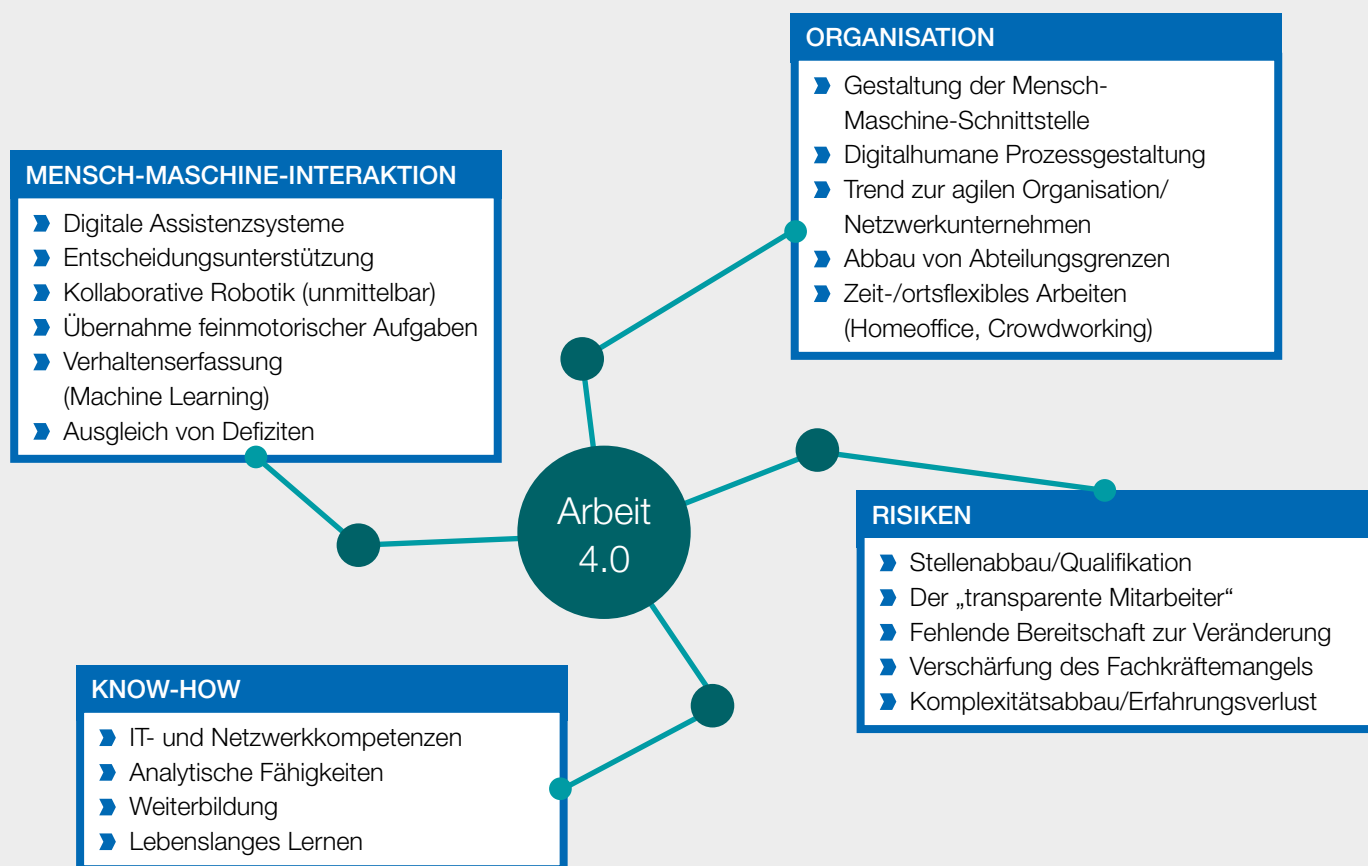 ORGANISATION
Gestaltung der Mensch-
Maschine-Schnittstelle
Digitalhumane Prozessgestaltung
Trend zur agilen Organisation/
Netzwerkunternehmen
Abbau von Abteilungsgrenzen
Zeit-/ortsflexibles Arbeiten
(Homeoffice, Crowdworking)
MENSCH-MASCHINE-INTERAKTION
Digitale Assistenzsysteme
Entscheidungsunterstützung
Kollaborative Robotik (unmittelbar)
Übernahme feinmotorischer Aufgaben
Verhaltenserfassung
(Machine Learning)
Ausgleich von Defiziten
Arbeit
4.0
RISIKEN
Stellenabbau/Qualifikation
Der „transparente Mitarbeiter“
Fehlende Bereitschaft zur Veränderung
Verschärfung des Fachkräftemangels
Komplexitätsabbau/Erfahrungsverlust
KNOW-HOW
IT- und Netzwerkkompetenzen
Analytische Fähigkeiten
Weiterbildung
Lebenslanges Lernen